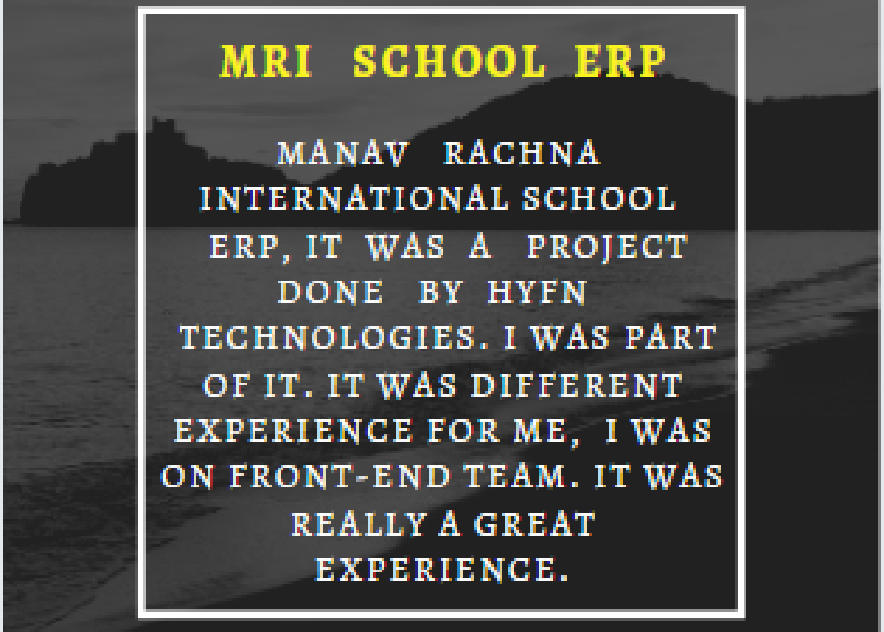 MRI SCHOOL ERP
MANAV RACHNA
INTERNATIONAL SCHOOL
ERP, IT WAS A PROJECT
DONE BY HYFN
TECHNOLOGIES. I WAS PART
OF IT. IT WAS DIFFERENT
EXPERIENCE FOR ME, I WAS
ON FRONT-END TEAM. IT WAS
REALLY A GREAT
EXPERIENCE.